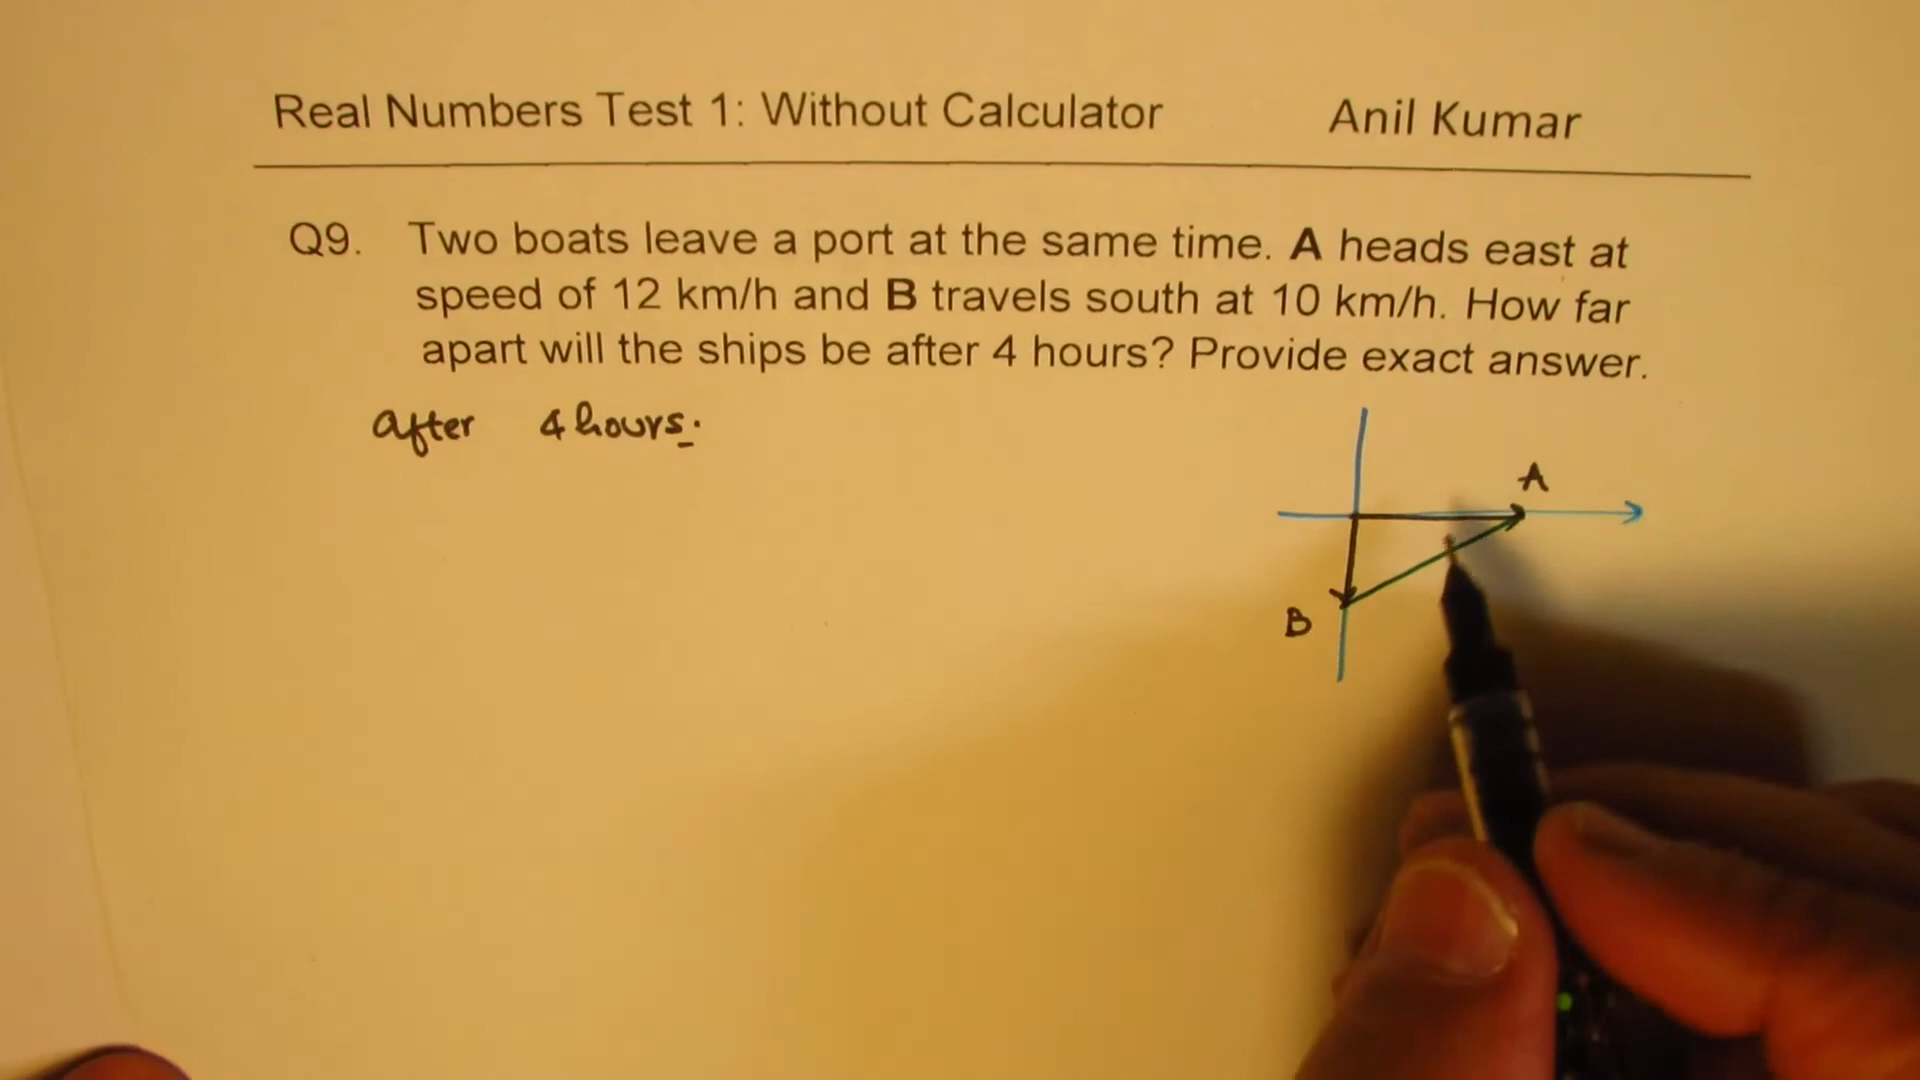 Real Numbers Test 1: Without Calculator Anil Kumar
Q9. Two boats leave a port at the same time. A heads east at
speed of 12 km/h and B travels south at 10 km/h. How far
apart will the ships be after 4 hours? Provide exact answer.
after 4 hours.
A
B